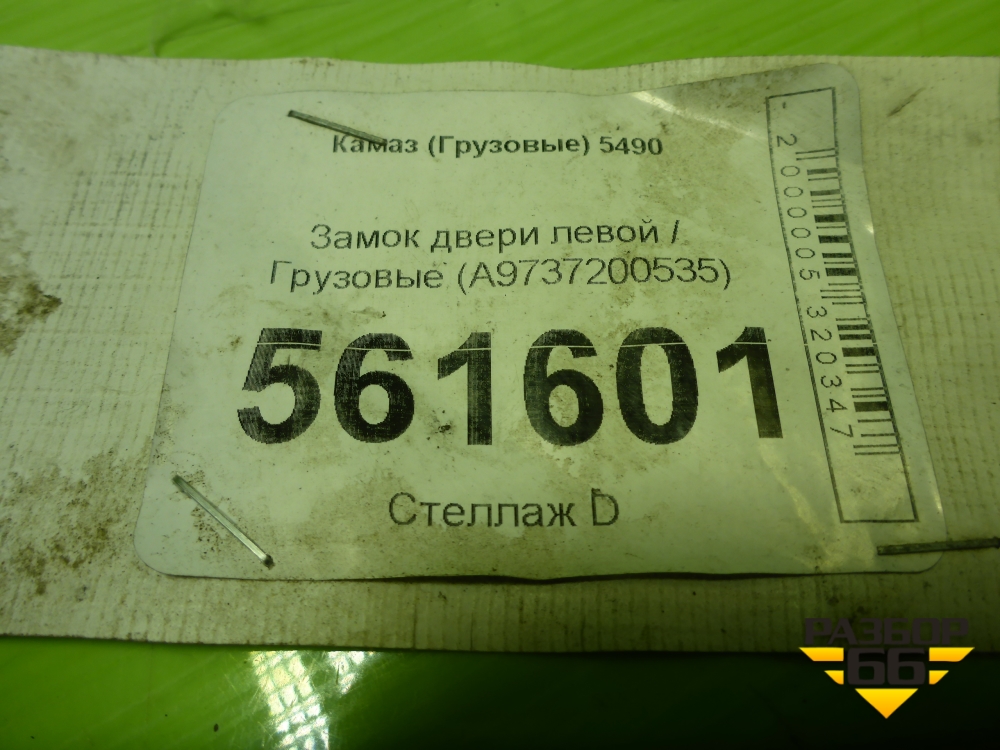 Камаз (Грузовые) 5490
Замок двери левой /
Грузовые (A9737200535)
561601
Стеллаж D
2000005320347
РАЗБОР
66